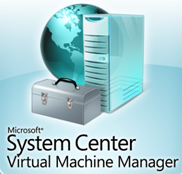 Microsoft®
System Center
Virtual Machine Manager